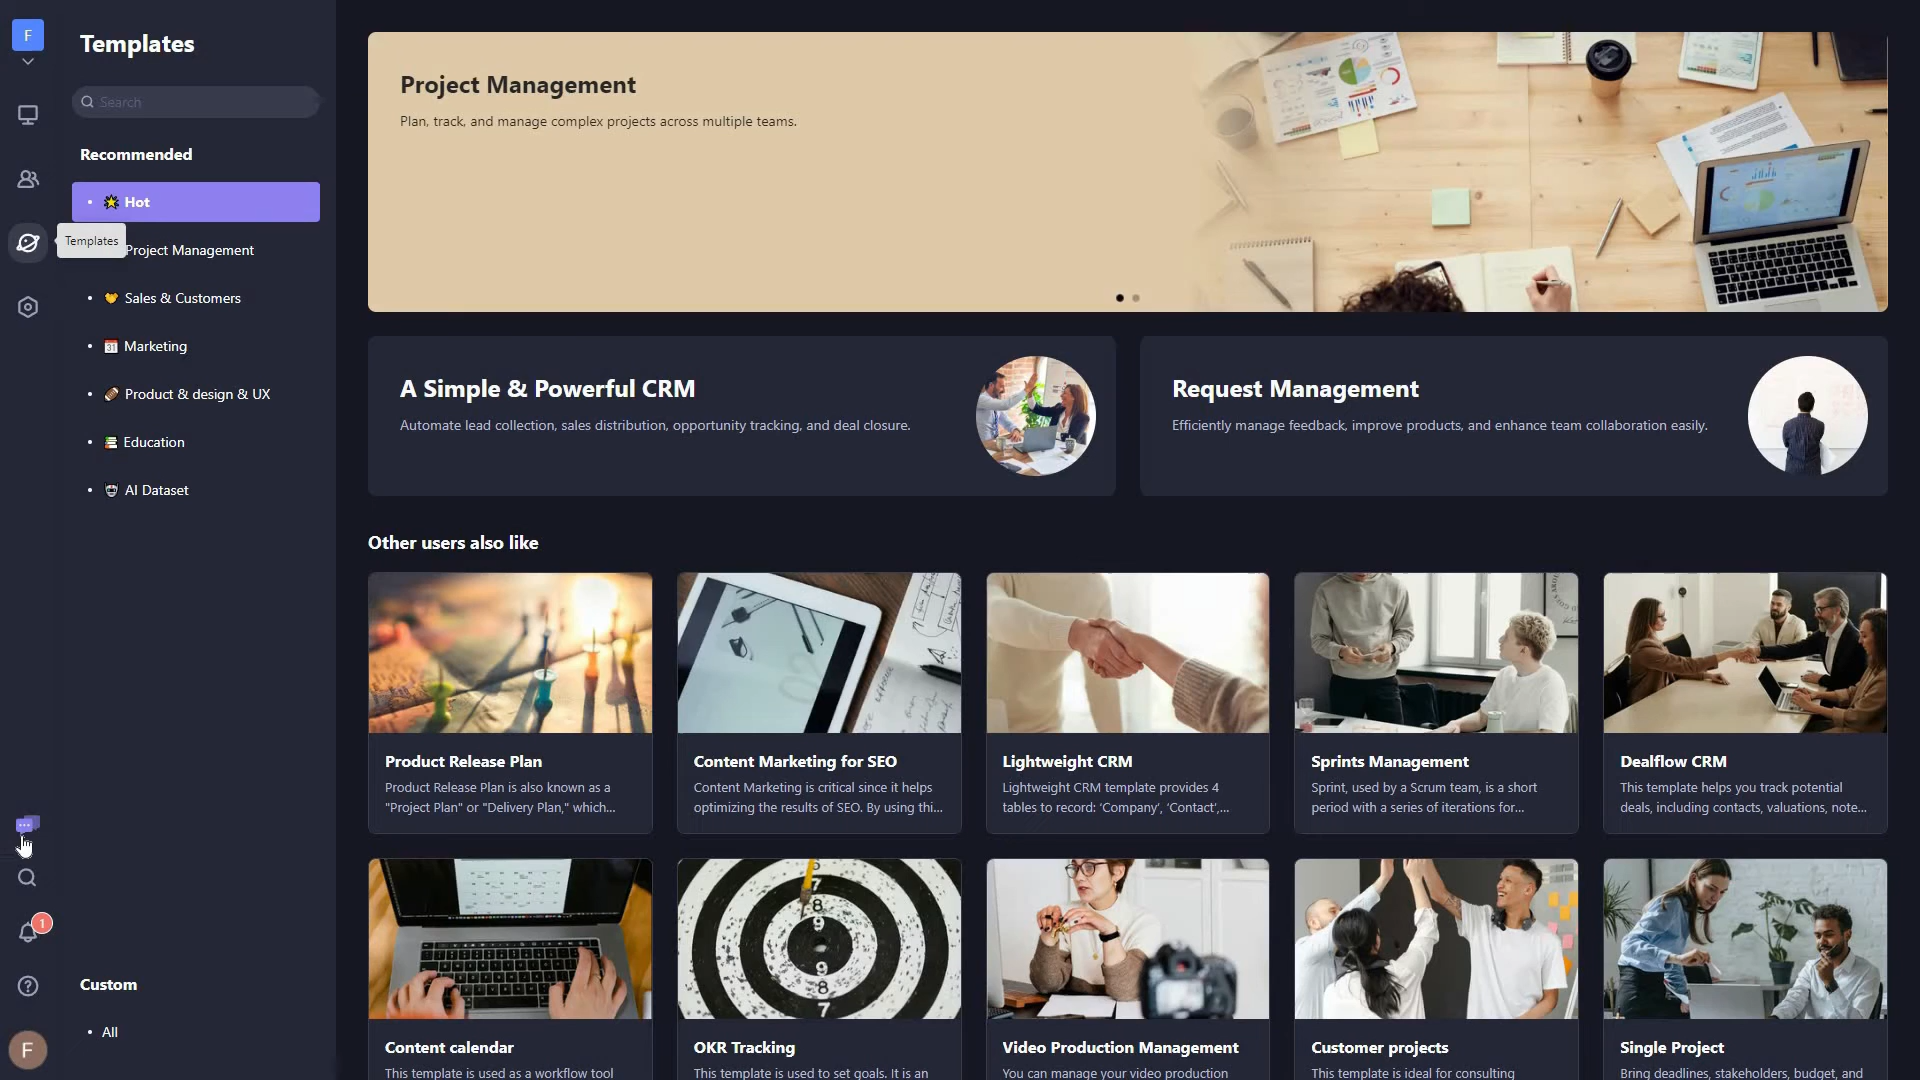 F
Templates
Search
Recommended
Hot
Templates
Project Management
Sales & Customers
Marketing
Product & design & UX
Education
AI Dataset
1
Custom
All
F
Project Management
Plan, track, and manage complex projects across multiple teams.
A Simple & Powerful CRM
Automate lead collection, sales distribution, opportunity tracking, and deal closure.
Request Management
Efficiently manage feedback, improve products, and enhance team collaboration easily.
Other users also like
Product Release Plan
Product Release Plan is also known as a
"Project Plan" or "Delivery Plan," which...
Content Marketing for SEO
Content Marketing is critical since it helps
optimizing the results of SEO. By using thi...
Lightweight CRM
Lightweight CRM template provides 4
tables to record: ‘Company’, ‘Contact’,...
Sprints Management
Sprint, used by a Scrum team, is a short
period with a series of iterations for...
Dealflow CRM
This template helps you track potential
deals, including contacts, valuations, note...
7
8
9
9
8
7
Content calendar
This template is used as a workflow tool
OKR Tracking
This template is used to set goals. It is an
Video Production Management
You can manage your video production
Customer projects
This template is ideal for consulting
Single Project
Bring deadlines, stakeholders, budget, and